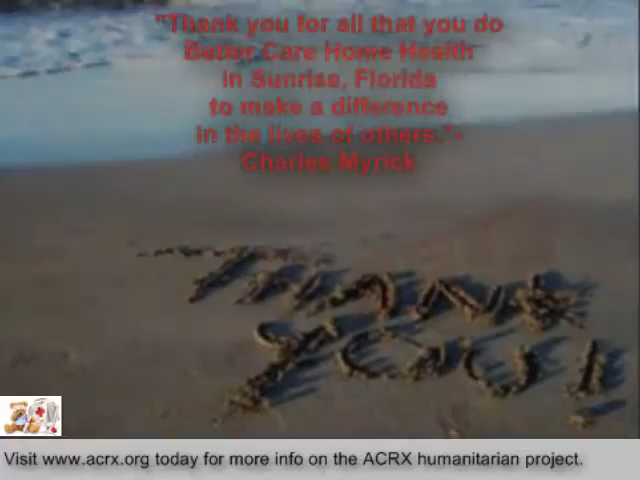 "Thank you for all that you do
Better Care Home Health
in Sunrise, Florida
to make a difference
in the lives of others."-
Charles Myrick
THANK
YOU!
Visit www.acrx.org today for more info on the ACRX humanitarian project.